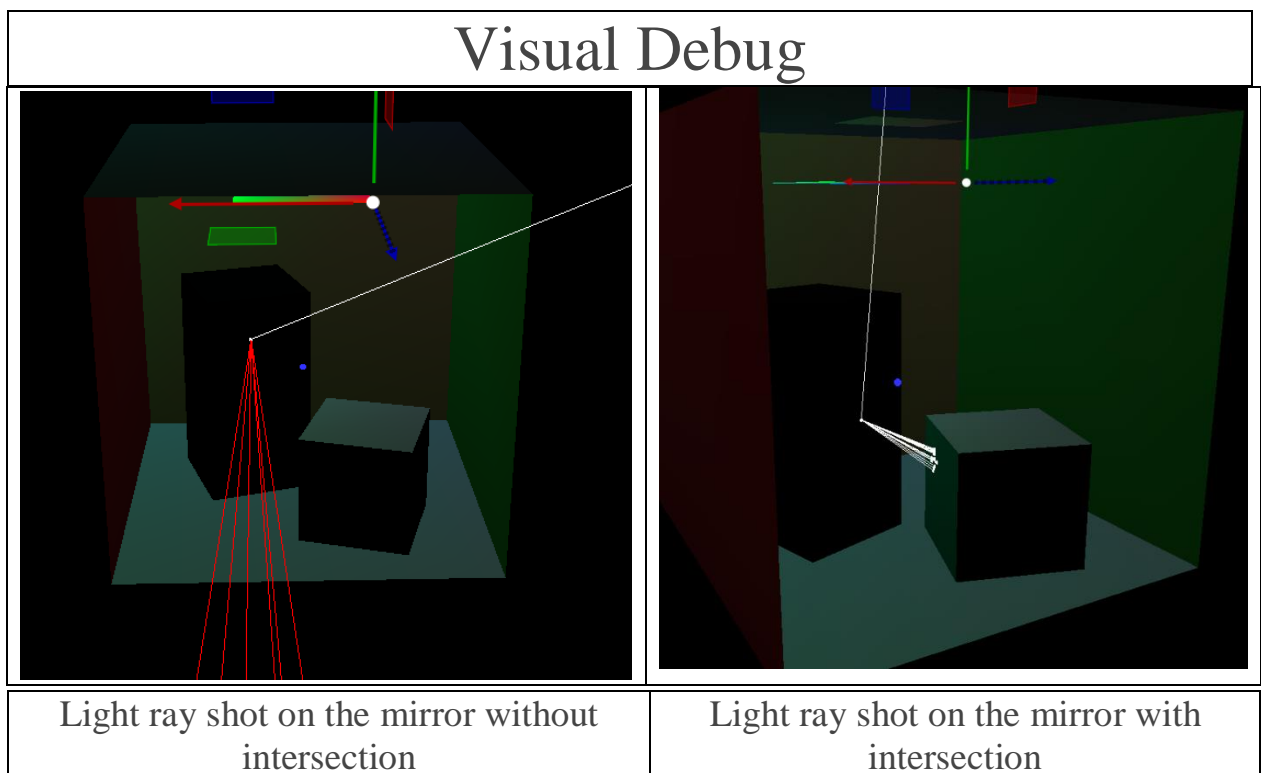 Visual Debug
Light ray shot on the mirror without
intersection
Light ray shot on the mirror with
intersection